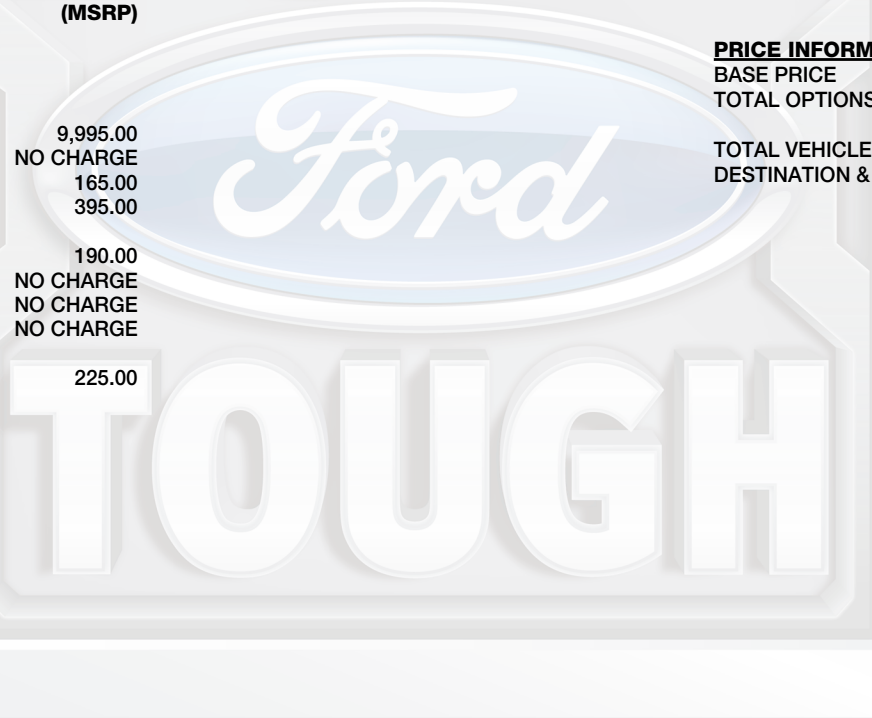 (MSRP)
9,995.00
NO CHARGE
165.00
395.00
190.00
NO CHARGE
NO CHARGE
NO CHARGE
225.00
PRICE INFORM
BASE PRICE
TOTAL OPTIONS
TOTAL VEHICLE
DESTINATION &
Ford
TOUGH